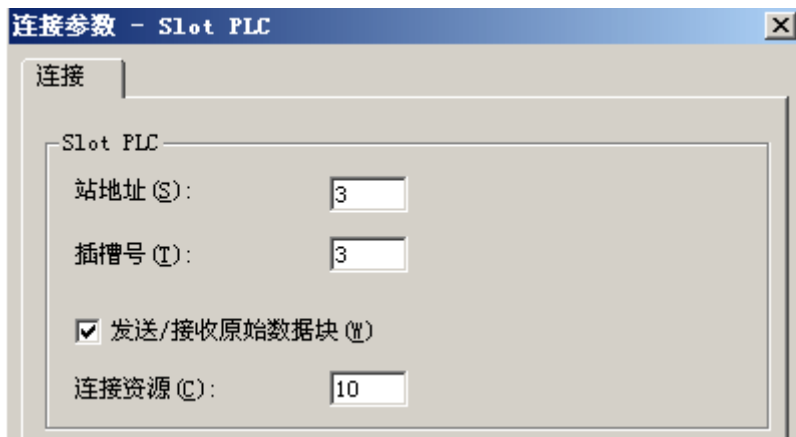 连接参数 - Slot PLC
连接
Slot PLC
站地址(S): 3
插槽号(T): 3
发送/接收原始数据块(W)
连接资源(C): 10